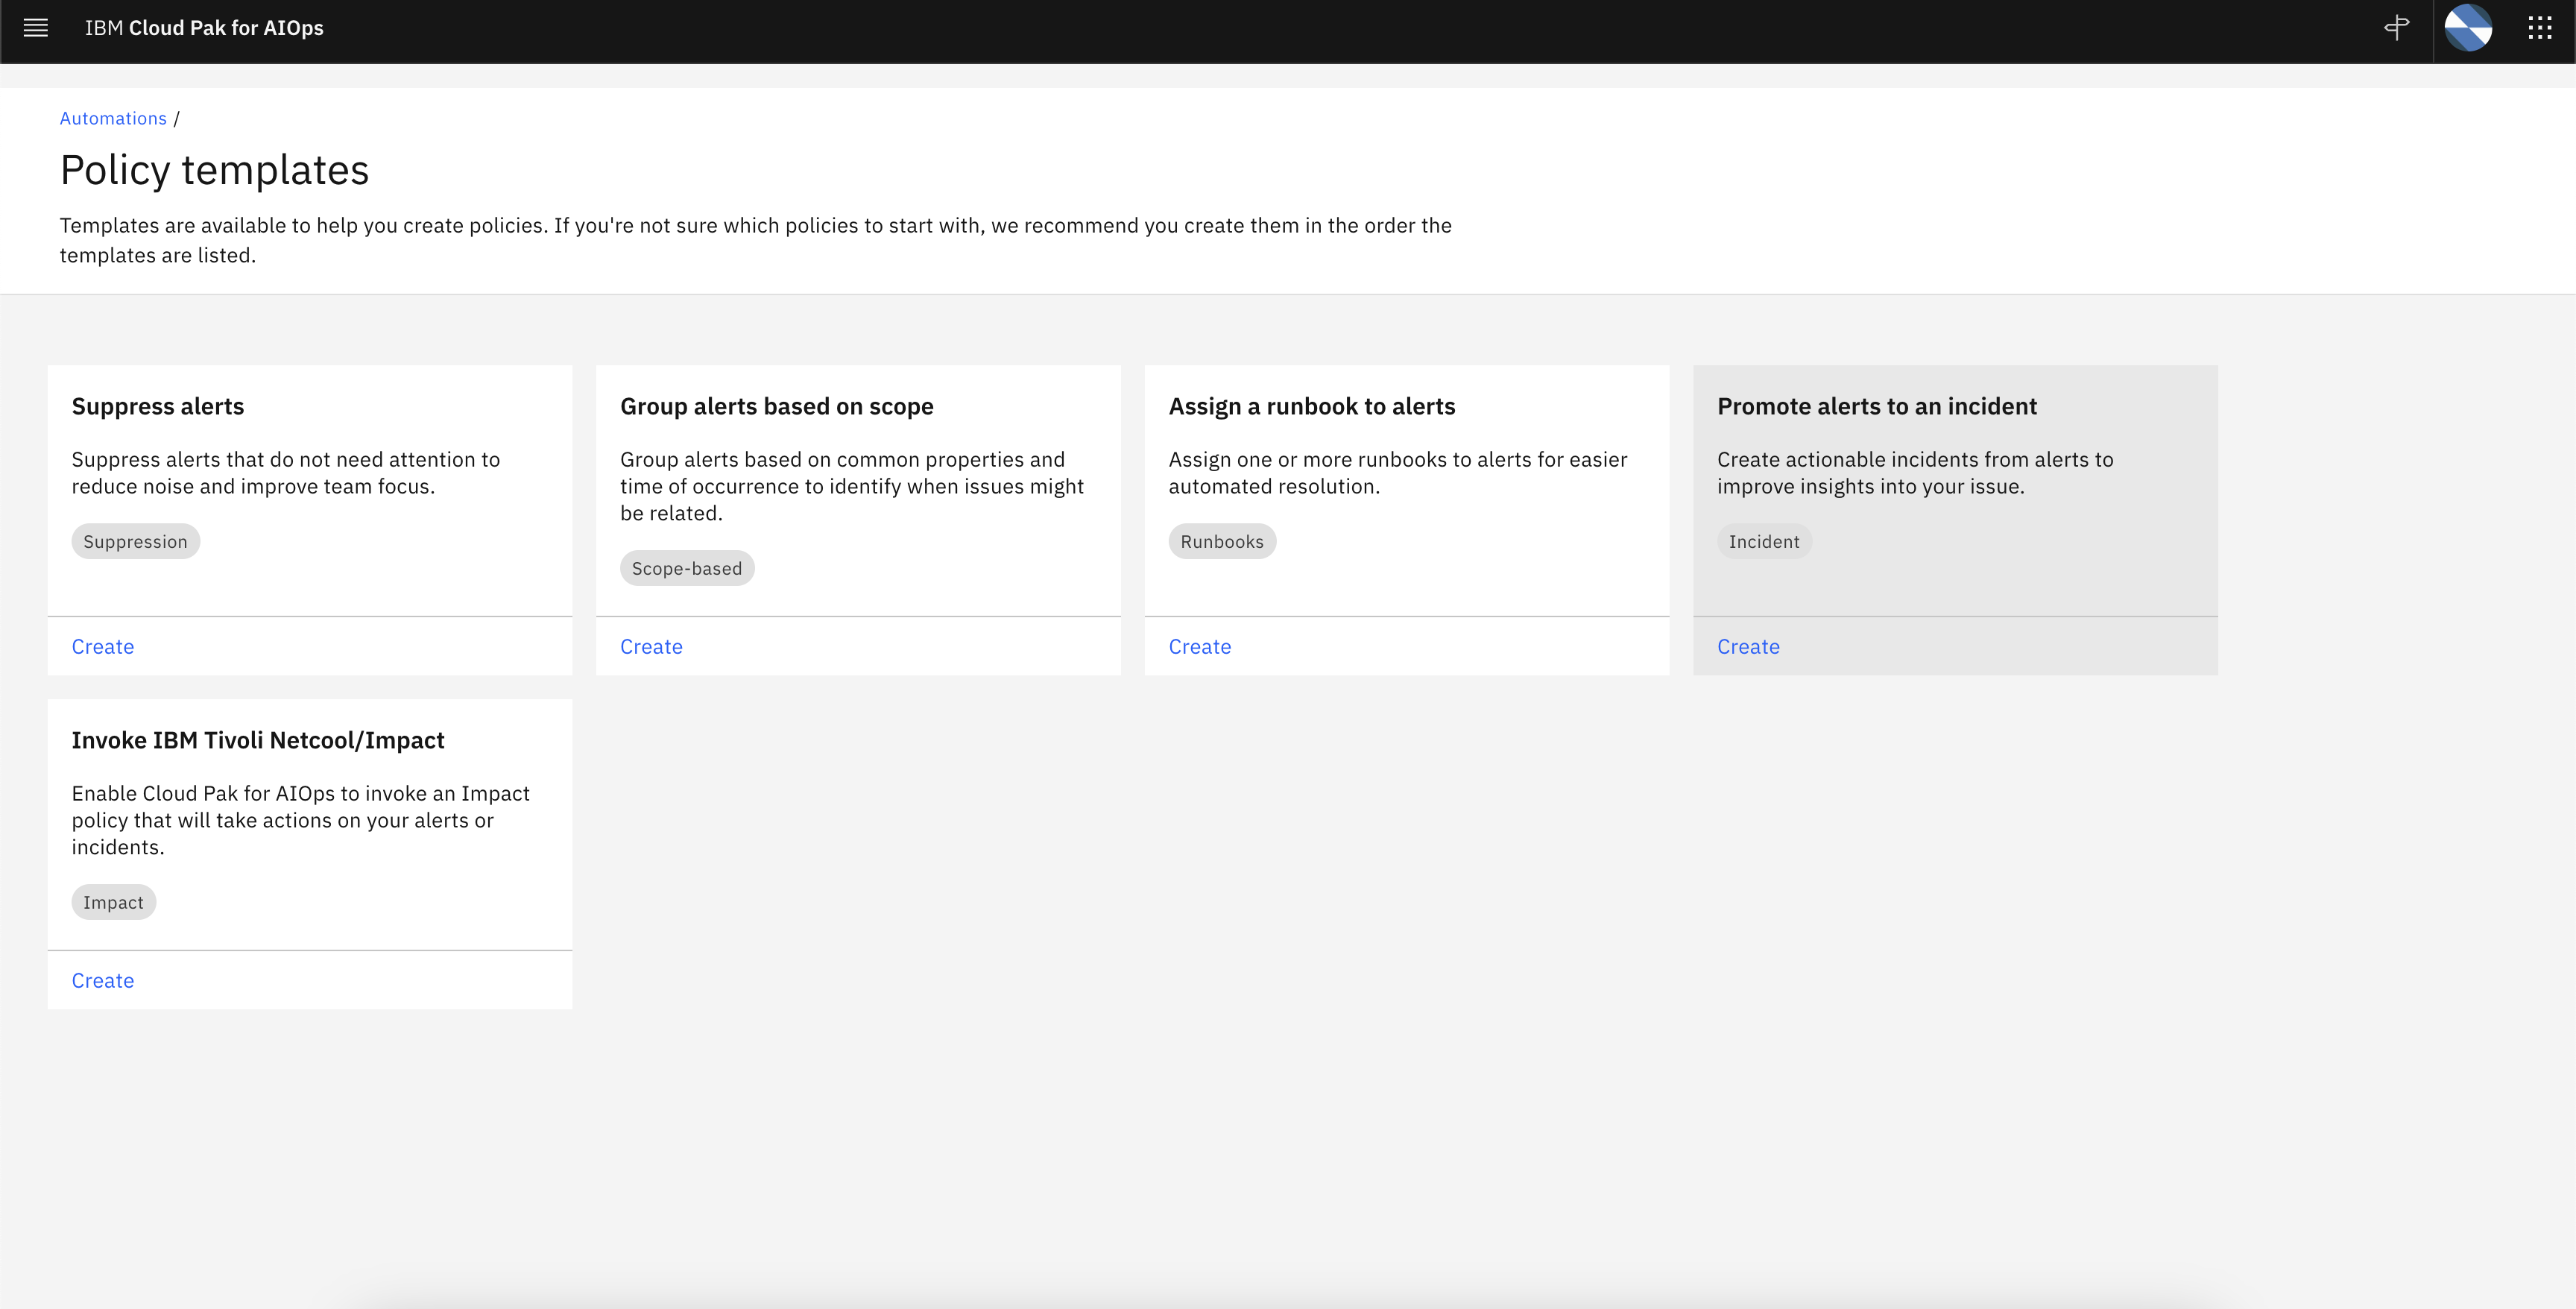 IBM Cloud Pak for AIOps
Automations /
Policy templates
Templates are available to help you create policies. If you're not sure which policies to start with, we recommend you create them in the order the
templates are listed.
Suppress alerts
Suppress alerts that do not need attention to
reduce noise and improve team focus.
Suppression
Create
Group alerts based on scope
Group alerts based on common properties and
time of occurrence to identify when issues might
be related.
Scope-based
Create
Assign a runbook to alerts
Assign one or more runbooks to alerts for easier
automated resolution.
Runbooks
Create
Promote alerts to an incident
Create actionable incidents from alerts to
improve insights into your issue.
Incident
Create
Invoke IBM Tivoli Netcool/Impact
Enable Cloud Pak for AIOps to invoke an Impact
policy that will take actions on your alerts or
incidents.
Impact
Create